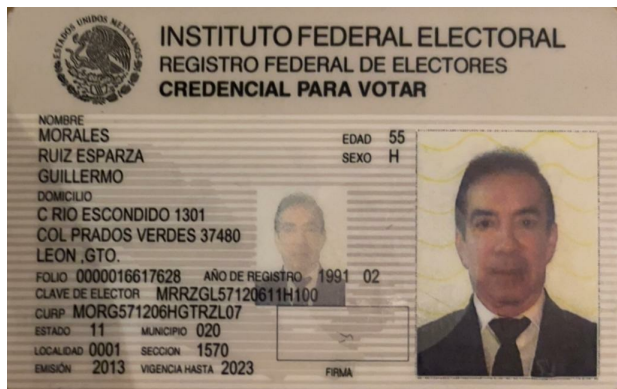 ESTADOS UNIDOS MEXICANOS
INSTITUTO FEDERAL ELECTORAL
REGISTRO FEDERAL DE ELECTORES
CREDENCIAL PARA VOTAR
NOMBRE
MORALES
RUIZ ESPARZA
GUILLERMO
EDAD 55
SEXO H
DOMICILIO
C RIO ESCONDIDO 1301
COL PRADOS VERDES 37480
LEON ,GTO.
FOLIO 0000016617628 AÑO DE REGISTRO 1991 02
CLAVE DE ELECTOR MRRZGL57120611H100
CURP MORG571206HGTRZL07
ESTADO 11 MUNICIPIO 020
LOCALIDAD 0001 SECCION 1570
EMISIÓN 2013 VIGENCIA HASTA 2023
FIRMA